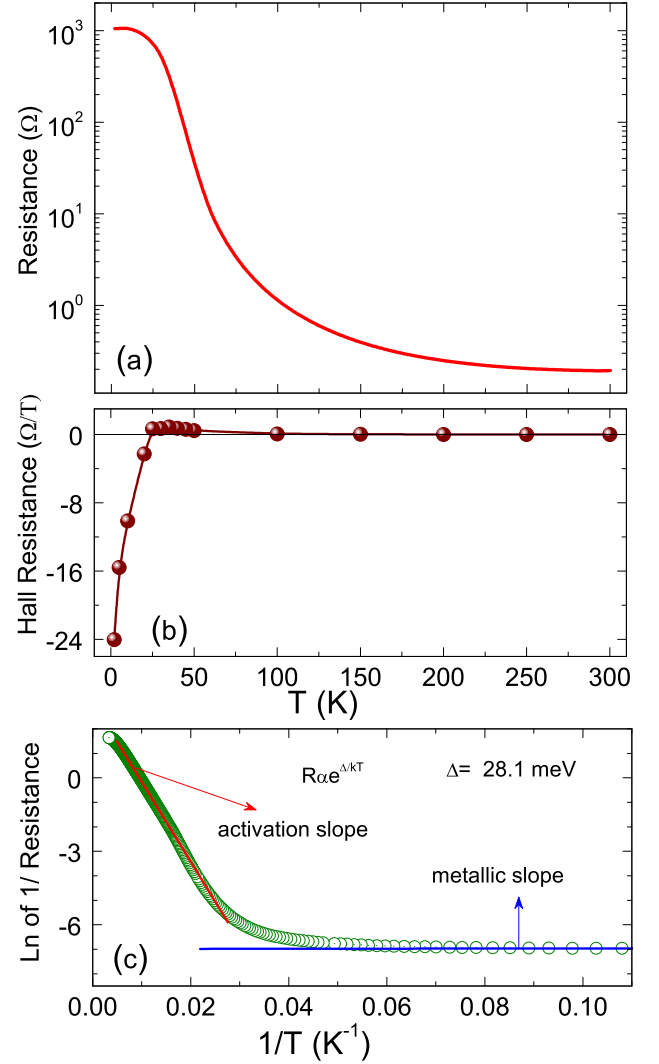 Resistance (Ω)
10³
10²
10¹
10⁰
(a)
Hall Resistance (Ω/T)
0
-8
-16
-24
(b)
0 50 100 150 200 250 300
T (K)
Ln of 1/ Resistance
0
-3
-6
Rαe^Δ/kT
Δ= 28.1 meV
activation slope
metallic slope
(c)
0.00 0.02 0.04 0.06 0.08 0.10
1/T (K⁻¹)